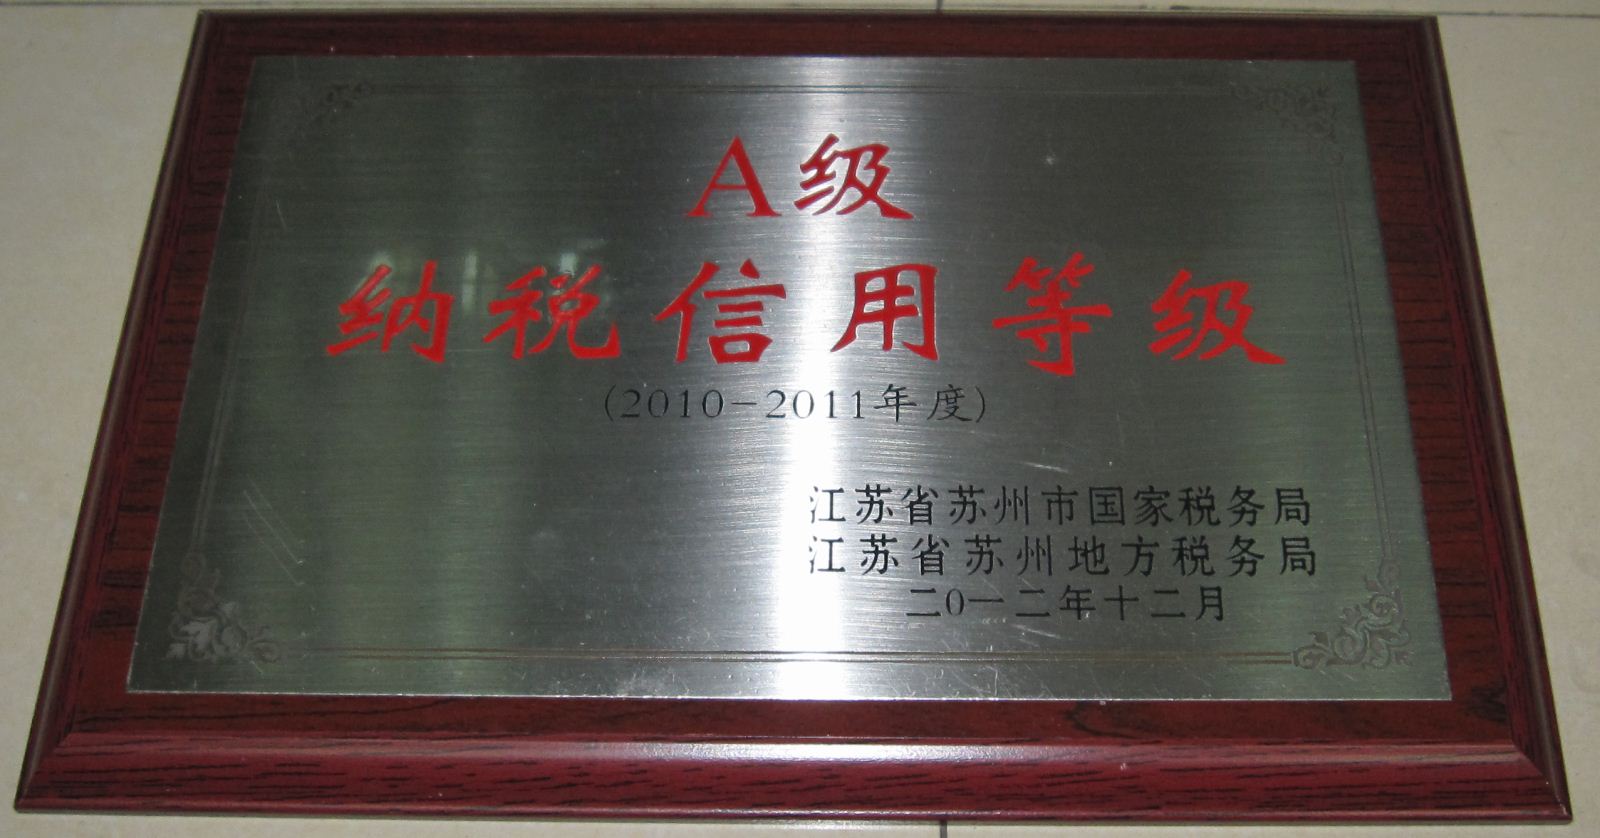 A级
纳税信用等级
(2010-2011年度)
江苏省苏州市国家税务局
江苏省苏州地方税务局
二0一二年十二月